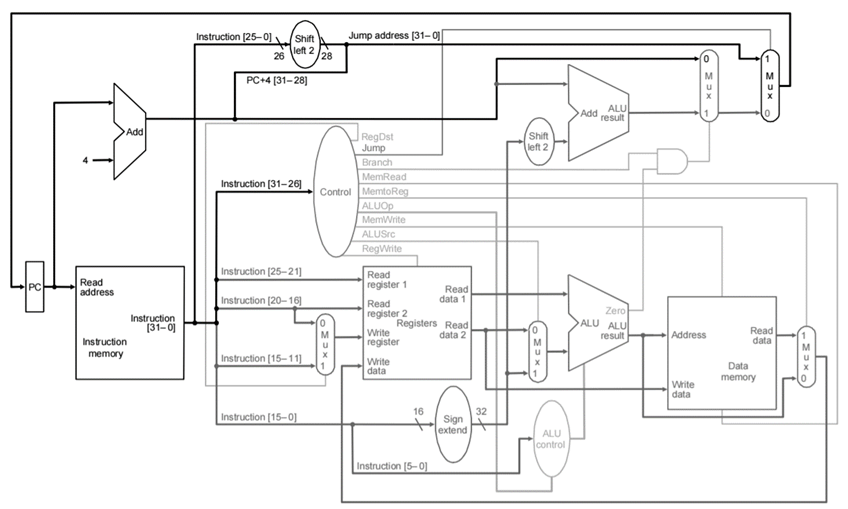 Instruction [25–0]
26
Shift
left 2
28
Jump address [31–0]
PC+4 [31–28]
Add
4
0
M
u
x
1
1
M
u
x
0
Add
ALU
result
Shift
left 2
RegDst
Jump
Branch
MemRead
MemtoReg
ALUOp
MemWrite
ALUSrc
RegWrite
Control
Instruction [31–26]
PC
Read
address
Instruction
[31–0]
Instruction
memory
Instruction [25–21]
Instruction [20–16]
Instruction [15–11]
0
M
u
x
1
Read
register 1
Read
register 2
Write
register
Write
data
Registers
Read
data 1
Read
data 2
0
M
u
x
1
Zero
ALU
ALU
result
Address
Write
data
Read
data
Data
memory
1
M
u
x
0
Instruction [15–0]
16
Sign
extend
32
ALU
control
Instruction [5–0]